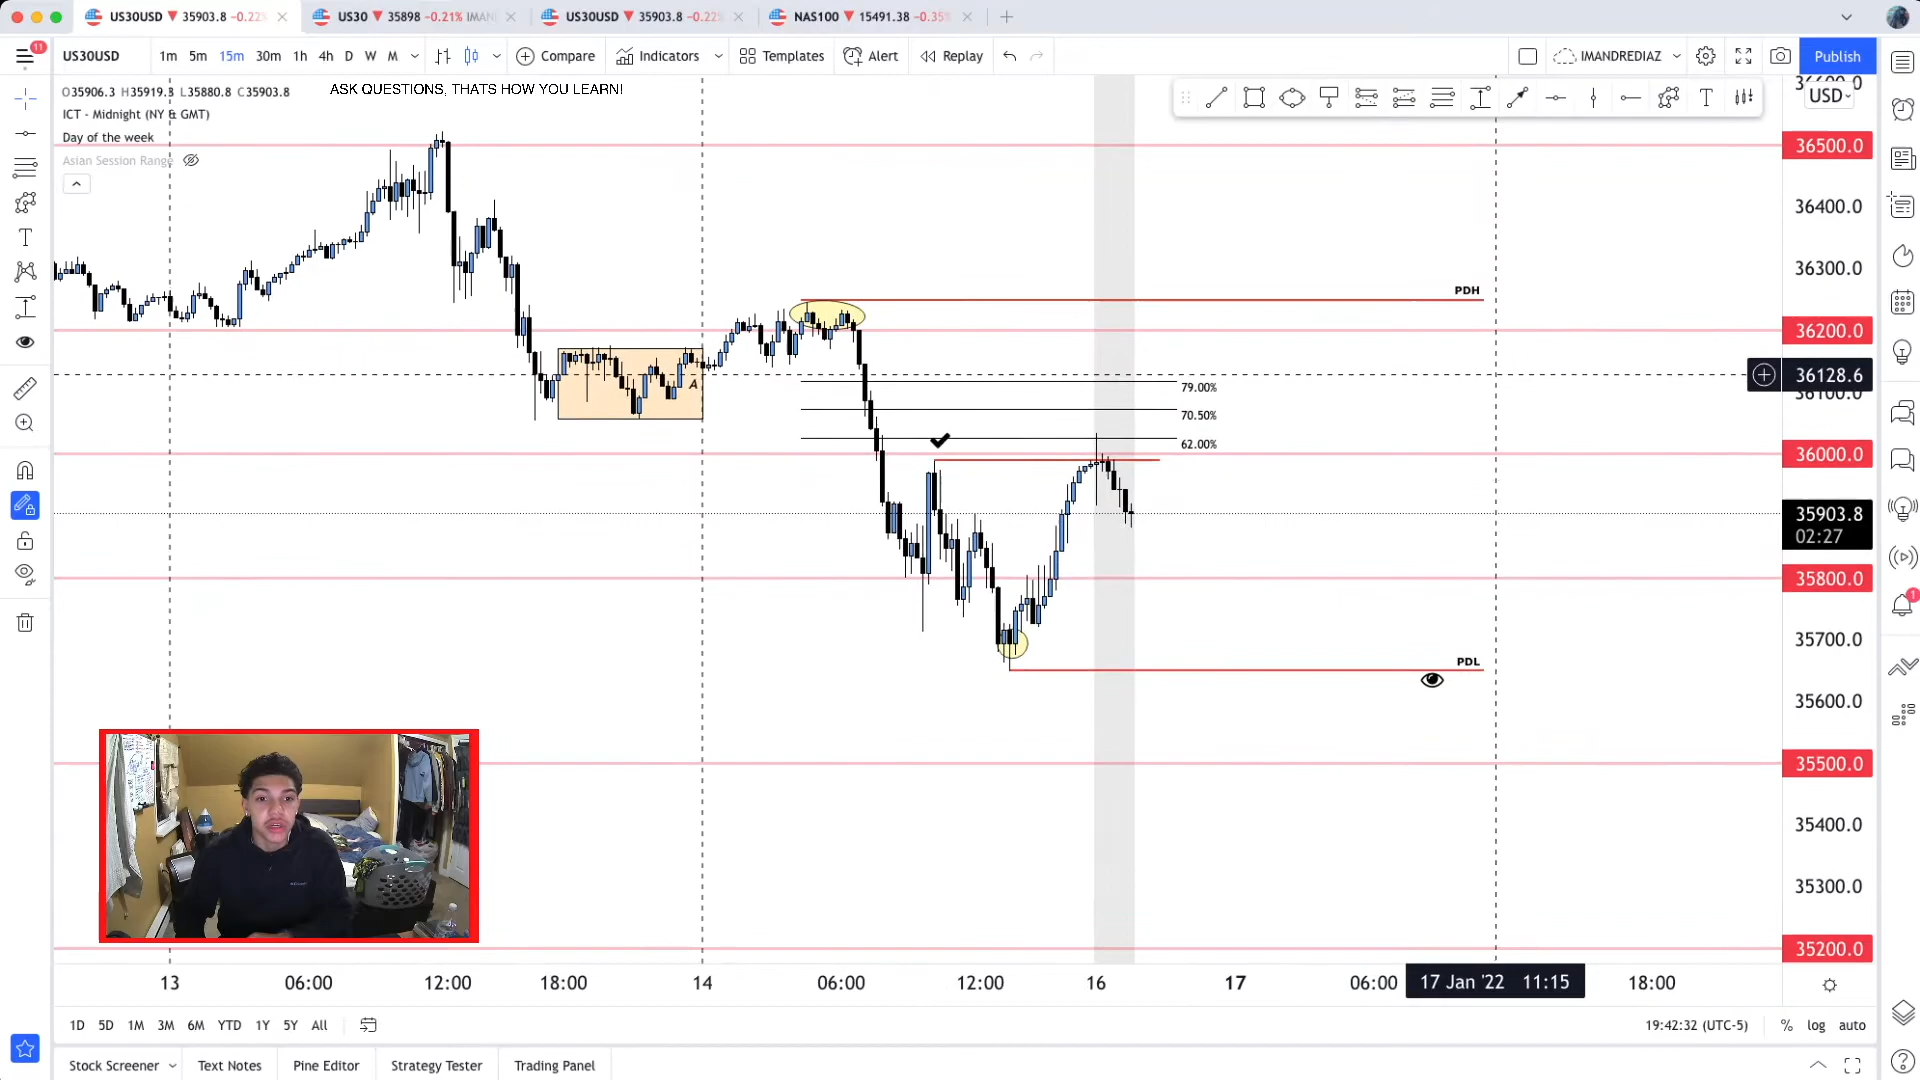 US30USD ▼ 35903.8 -0.22%
US30 ▼ 35898 -0.21% IMAN
US30USD ▼ 35903.8 -0.22%
NAS100 ▼ 15491.38 -0.35%
11
US30USD
1m 5m 15m 30m 1h 4h D W M
Compare
Indicators
Templates
Alert
Replay
IMANDREDIAZ
Publish
O35906.3 H35919.3 L35880.8 C35903.8
ASK QUESTIONS, THATS HOW YOU LEARN!
ICT - Midnight (NY & GMT)
Day of the week
Asian Session Range
T
T
USD
36500.0
36400.0
36300.0
PDH
36200.0
36128.6
36100.0
A
79.00%
70.50%
62.00%
36000.0
35903.8
02:27
35800.0
1
35700.0
PDL
35600.0
35500.0
35400.0
35300.0
35200.0
13 06:00 12:00 18:00 14 06:00 12:00 16 17 06:00 17 Jan '22 11:15 18:00
1D 5D 1M 3M 6M YTD 1Y 5Y All
19:42:32 (UTC-5) % log auto
Stock Screener Text Notes Pine Editor Strategy Tester Trading Panel